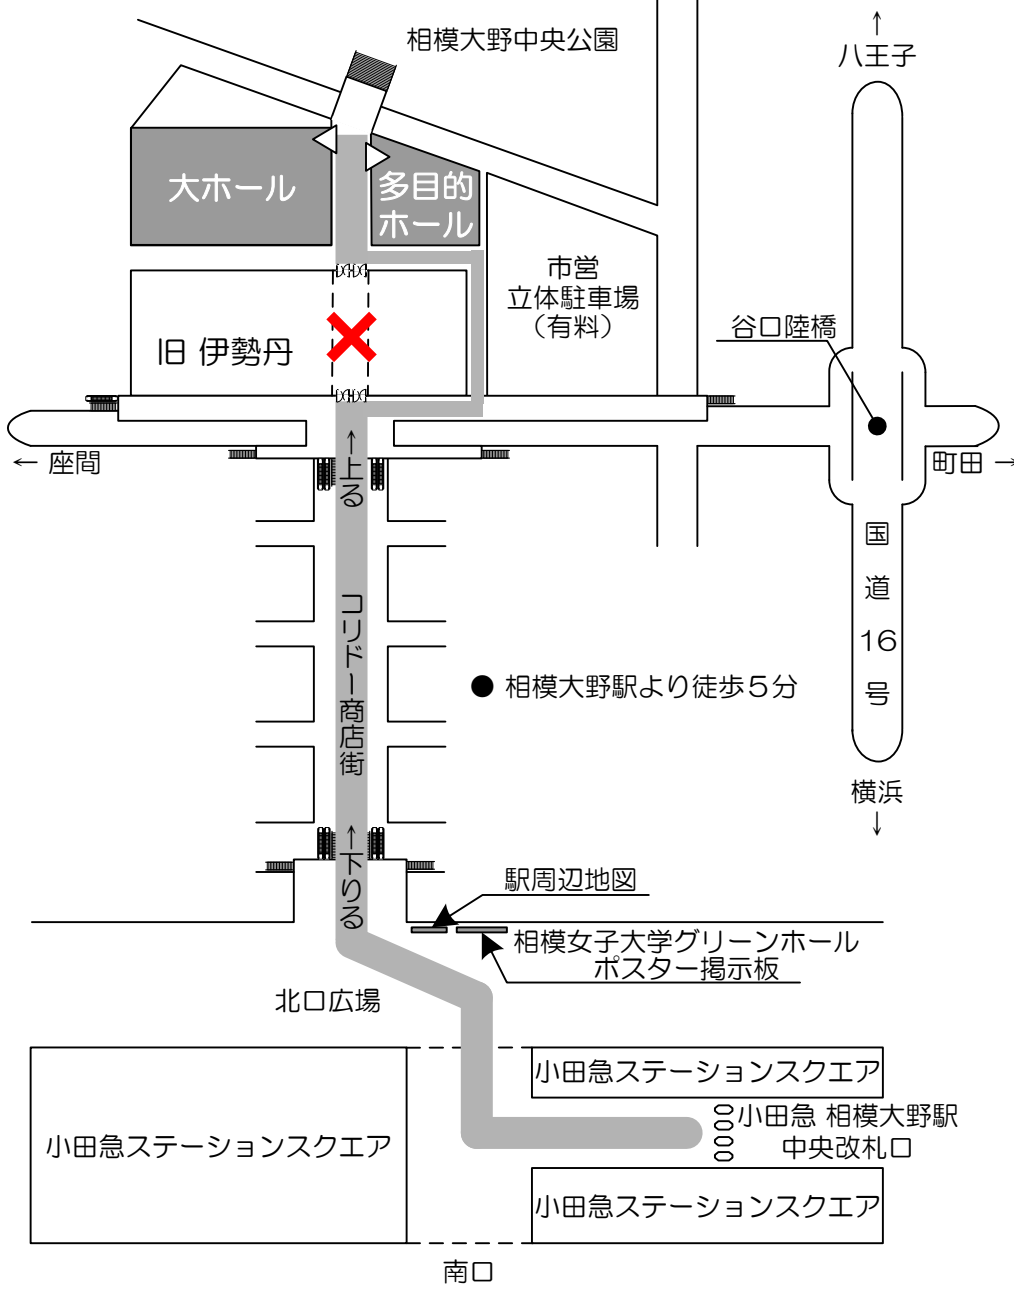 相模大野中央公園
↑
八王子
大ホール
多目的
ホール
市営
立体駐車場
（有料）
谷口陸橋
旧 伊勢丹
← 座間
町田 →
↑上る
国道16号
コリドー商店街
● 相模大野駅より徒歩５分
横浜
↓
↑下りる
駅周辺地図
相模女子大学グリーンホール
ポスター掲示板
北口広場
小田急ステーションスクエア
小田急 相模大野駅
中央改札口
小田急ステーションスクエア
小田急ステーションスクエア
南口